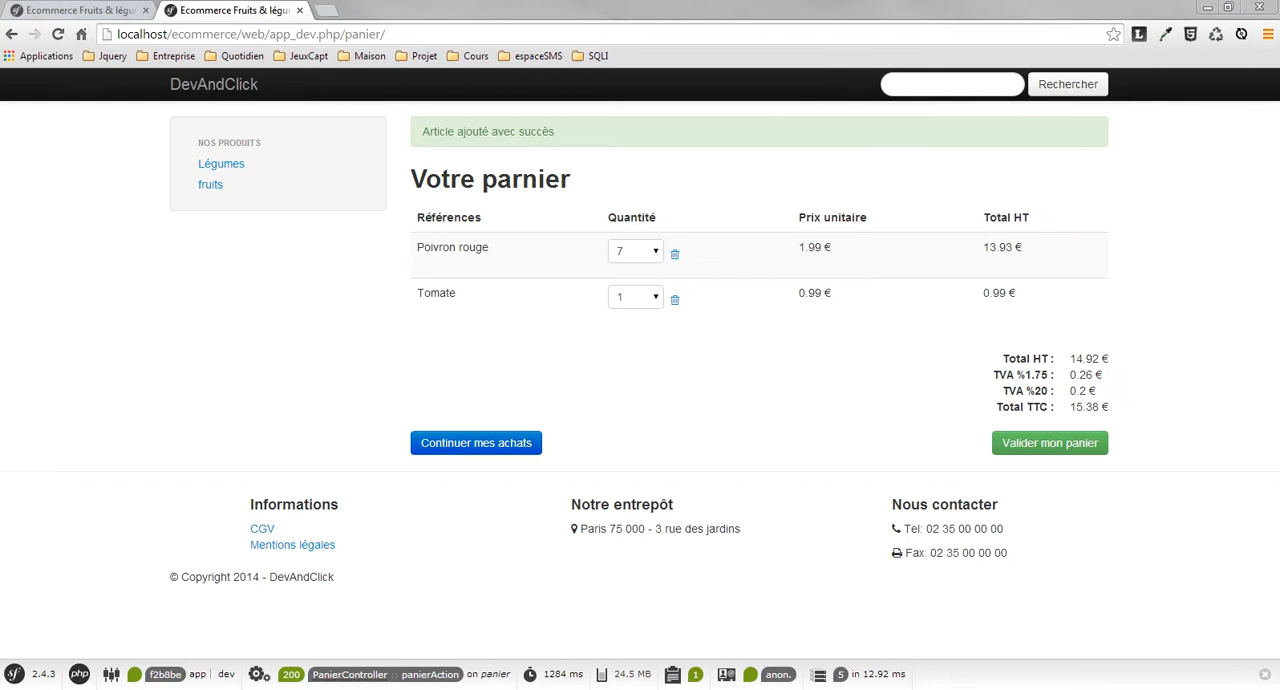 Ecommerce Fruits & légu
Ecommerce Fruits & légu
localhost/ecommerce/web/app_dev.php/panier/
Applications Jquery Entreprise Quotidien JeuxCapt Maison Projet Cours espaceSMS SQLI
DevAndClick
Rechercher
NOS PRODUITS
Légumes
fruits
Article ajouté avec succès
Votre parnier
Références Quantité Prix unitaire Total HT
Poivron rouge 7 1.99 € 13.93 €
Tomate 1 0.99 € 0.99 €
Total HT : 14.92 €
TVA %1.75 : 0.26 €
TVA %20 : 0.2 €
Total TTC : 15.38 €
Continuer mes achats
Valider mon panier
Informations
CGV
Mentions légales
Notre entrepôt
Paris 75 000 - 3 rue des jardins
Nous contacter
Tel: 02 35 00 00 00
Fax: 02 35 00 00 00
© Copyright 2014 - DevAndClick
sf 2.4.3 php f2b8be app | dev 200 PanierController :: panierAction on panier 1284 ms 24.5 MB 1 anon. 5 in 12.92 ms